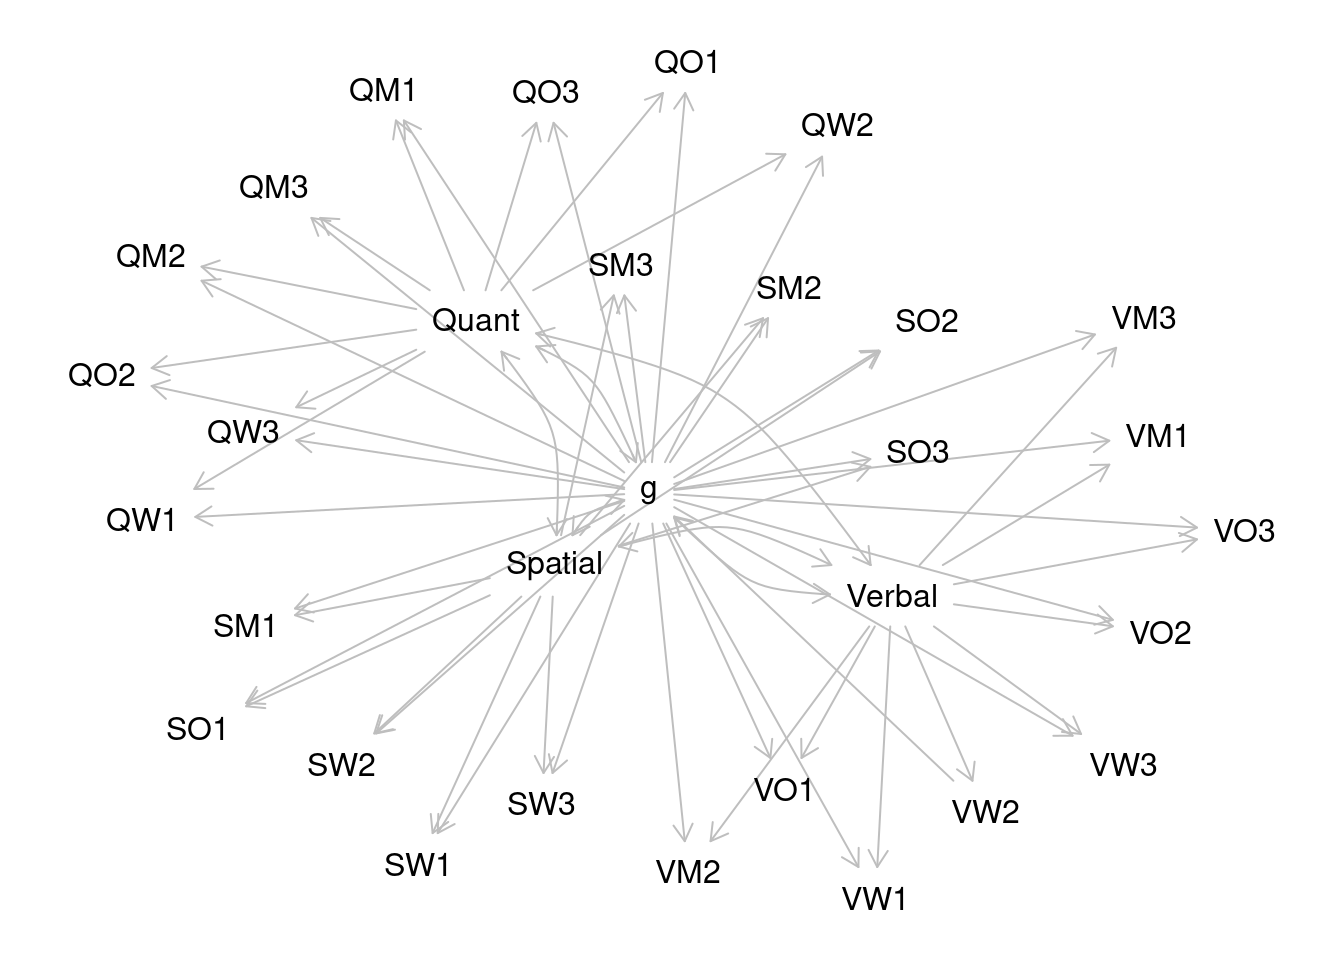 QO1
QM1
QO3
QW2
QM3
QM2
SM3
SM2
Quant
SO2
VM3
QO2
QW3
VM1
SO3
g
QW1
VO3
Spatial
Verbal
SM1
VO2
SO1
SW2
VW3
VO1
SW3
VW2
SW1
VM2
VW1